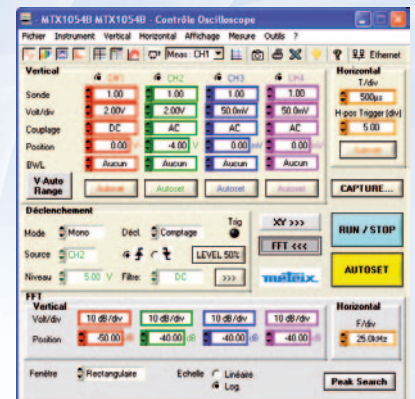 MTX1054B MTX1054B - Contrôle Oscilloscope
Fichier Instrument Vertical Horizontal Affichage Mesure Outils ?
Meas: CH1 Ethernet
Vertical
CH1 CH2 CH3 CH4
Sonde 1.00 1.00 1.00 1.00
Volt/div 2.00V 2.00V 50.0mV 50.0mV
Couplage DC AC AC AC
Position 0.00 V -4.00 V 0.00 mV 0.00 mV
BWL Aucun Aucun Aucun Aucun
V-Auto Range Autoset Autoset Autoset Autoset
Horizontal
T/div
500µs
H-pos Trigger (div)
5.00
CAPTURE...
Déclenchement
Mode Mono Décl. Comptage Trig
Source CH2 LEVEL 50%
Niveau 5.00 V Filtre: DC >>>
XY >>>
FFT <<<
metrix
RUN / STOP
AUTOSET
FFT
Vertical
Volt/div 10 dB/div 10 dB/div 10 dB/div 10 dB/div
Position -50.00 dB -40.00 dB -40.00 dB -40.00 dB
Horizontal
F/div
25.0kHz
Fenêtre Rectangulaire Echelle Linéaire
Log.
Peak Search